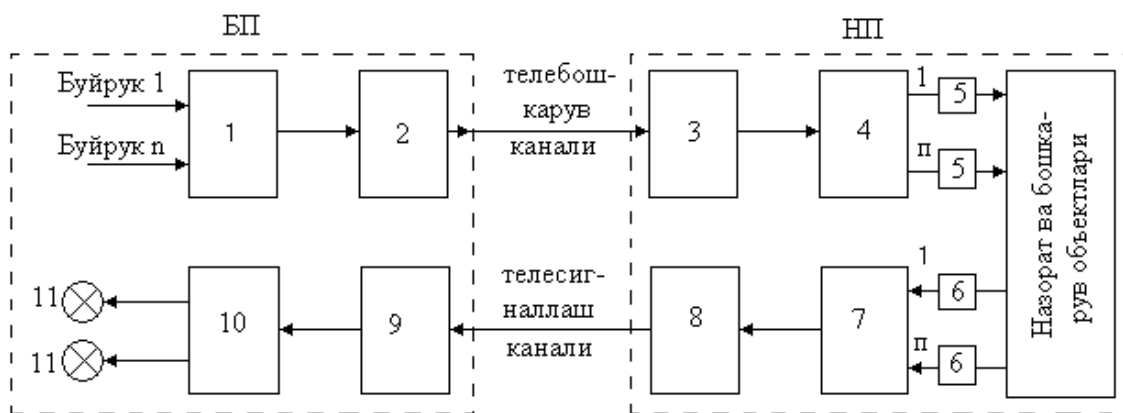 БП
НП
Буйрук 1
Буйрук n
1
2
телебош-
карув
канали
3
4
1
5
п
5
Назорат ва бошка-
рув объектлари
11
11
10
9
телесиг-
наллаш
канали
8
7
1
6
п
6